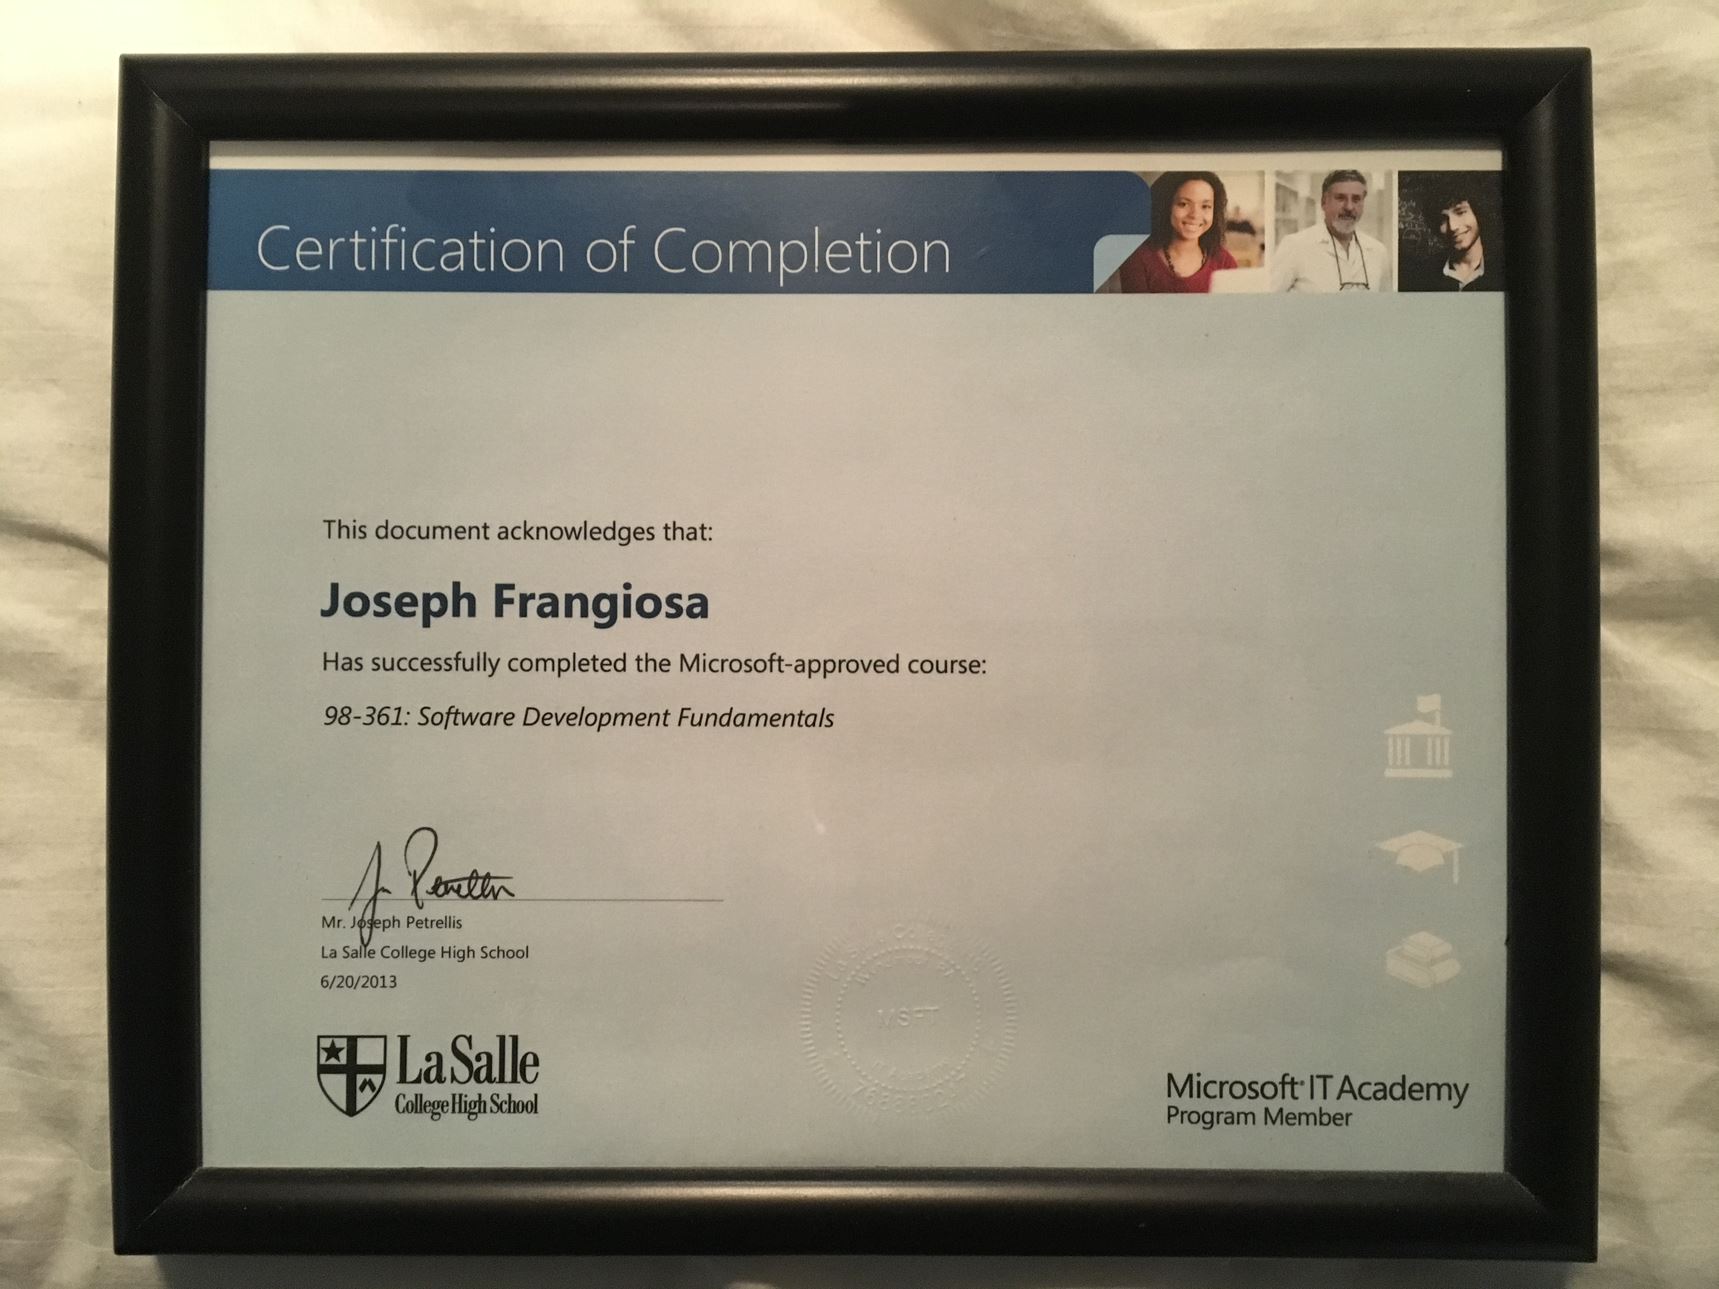 Certification of Completion
This document acknowledges that:
Joseph Frangiosa
Has successfully completed the Microsoft-approved course:
98-361: Software Development Fundamentals
Mr. Joseph Petrellis
La Salle College High School
6/20/2013
La Salle
College High School
MSFT
Microsoft® IT Academy
Program Member